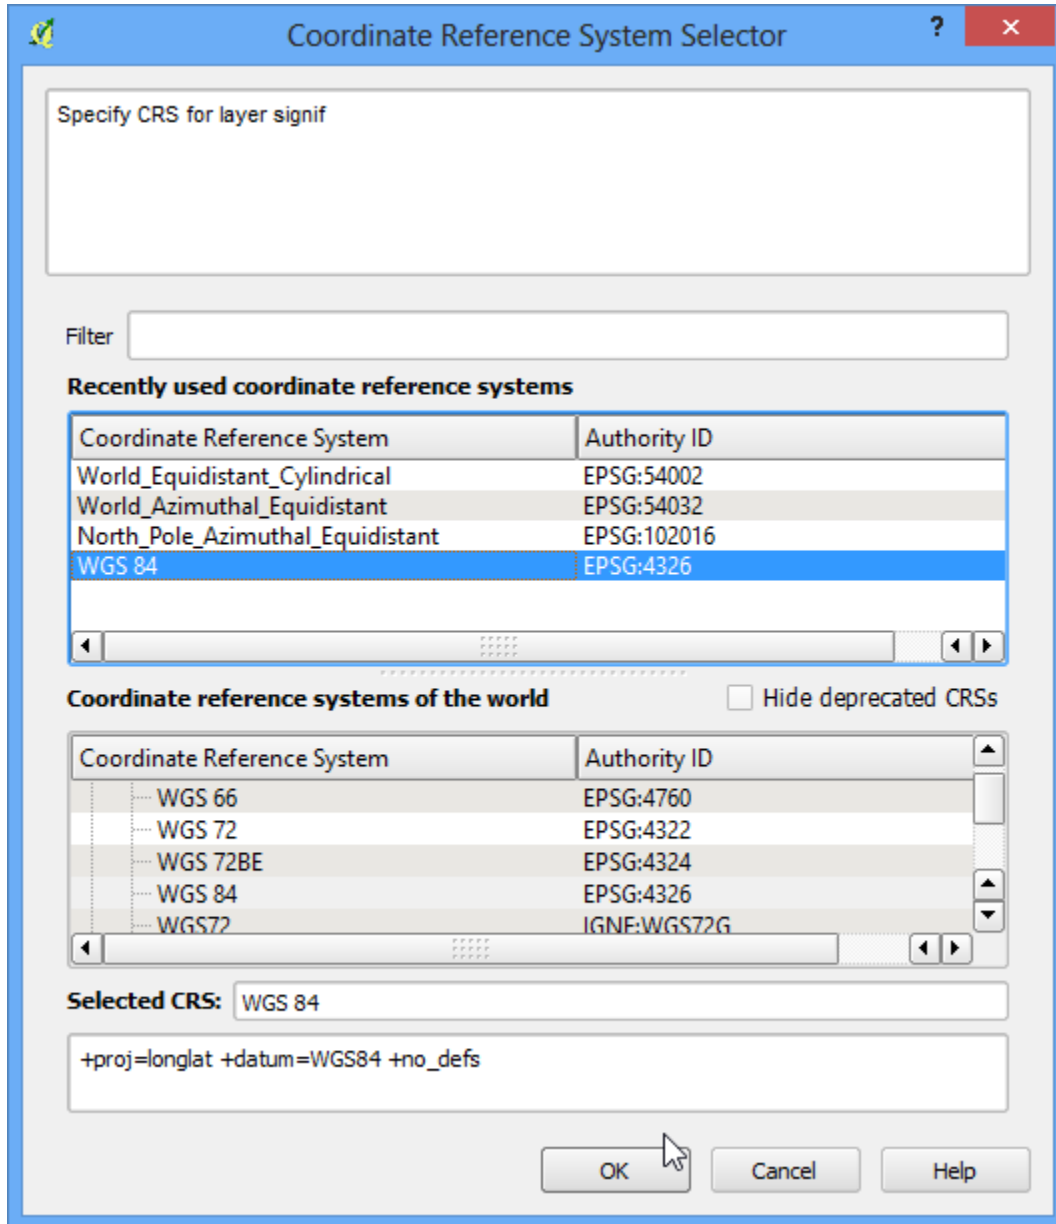 Coordinate Reference System Selector ?
Specify CRS for layer signif
Filter
Recently used coordinate reference systems
Coordinate Reference System Authority ID
World_Equidistant_Cylindrical EPSG:54002
World_Azimuthal_Equidistant EPSG:54032
North_Pole_Azimuthal_Equidistant EPSG:102016
WGS 84 EPSG:4326
Coordinate reference systems of the world Hide deprecated CRSs
Coordinate Reference System Authority ID
WGS 66 EPSG:4760
WGS 72 EPSG:4322
WGS 72BE EPSG:4324
WGS 84 EPSG:4326
WGS72 IGNF:WGS72G
Selected CRS: WGS 84
+proj=longlat +datum=WGS84 +no_defs
OK Cancel Help